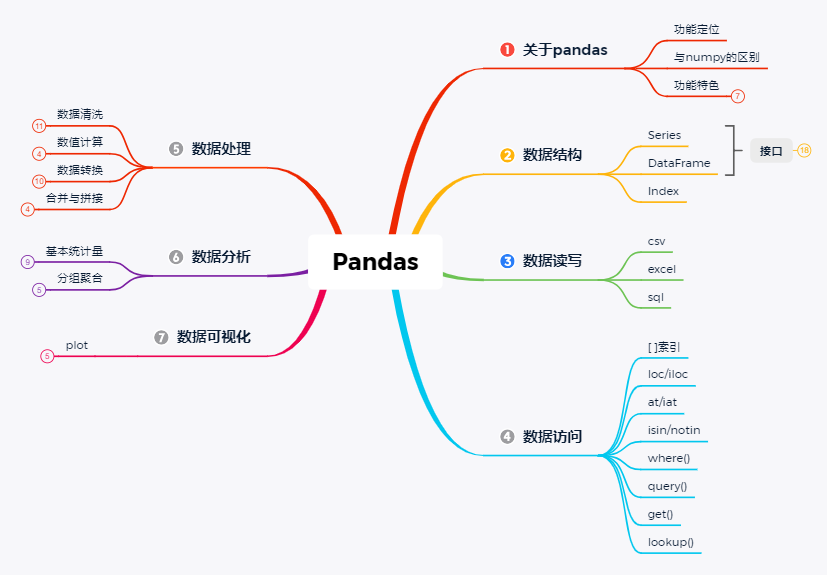 Pandas
1 关于pandas
功能定位
与numpy的区别
功能特色 7
2 数据结构
Series
DataFrame
Index
接口 16
3 数据读写
csv
excel
sql
4 数据访问
[ ]索引
loc/iloc
at/iat
isin/notin
where()
query()
get()
lookup()
5 数据处理
数据清洗 11
数值计算 4
数据转换 10
合并与拼接 4
6 数据分析
基本统计量 9
分组聚合 5
7 数据可视化
plot 5